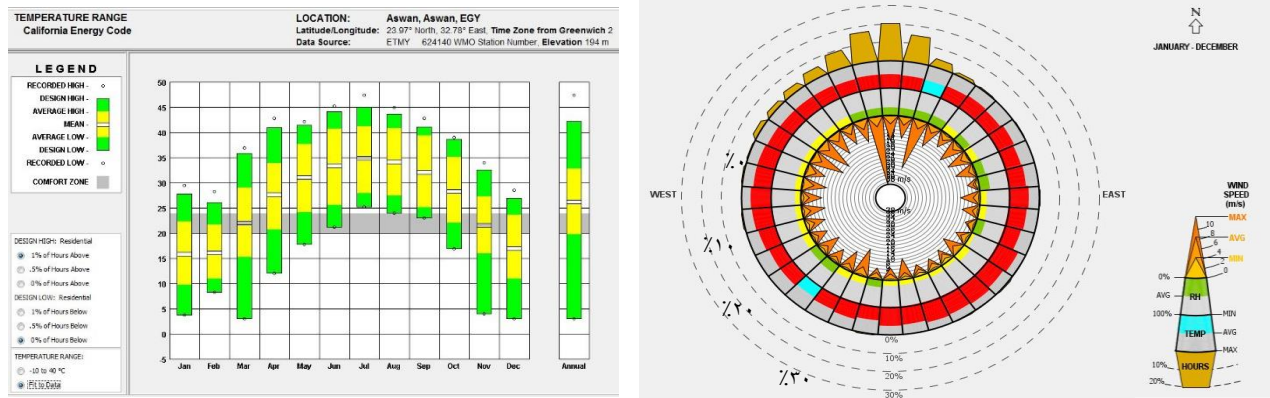 TEMPERATURE RANGE
California Energy Code
LOCATION: Aswan, Aswan, EGY
Latitude/Longitude: 23.97° North, 32.78° East, Time Zone from Greenwich 2
Data Source: ETMY 624140 WMO Station Number, Elevation 194 m
LEGEND
RECORDED HIGH -
DESIGN HIGH -
AVERAGE HIGH -
MEAN -
AVERAGE LOW -
DESIGN LOW -
RECORDED LOW -
COMFORT ZONE
DESIGN HIGH: Residential
1% of Hours Above
.5% of Hours Above
0% of Hours Above
DESIGN LOW: Residential
1% of Hours Below
.5% of Hours Below
0% of Hours Below
TEMPERATURE RANGE:
-10 to 40 °C
Fit to Data
50
45
40
35
30
25
20
15
10
5
0
-5
Jan Feb Mar Apr May Jun Jul Aug Sep Oct Nov Dec Annual
N
JANUARY - DECEMBER
WEST
EAST
m/s
m/s
٪٠
٪١٠
٪٢٠
٪٣٠
0%
10%
20%
30%
WIND
SPEED
(m/s)
MAX
AVG
MIN
10
8
6
4
2
0
0%
AVG
100%
RH
MIN
TEMP
AVG
MAX
10%
HOURS
20%